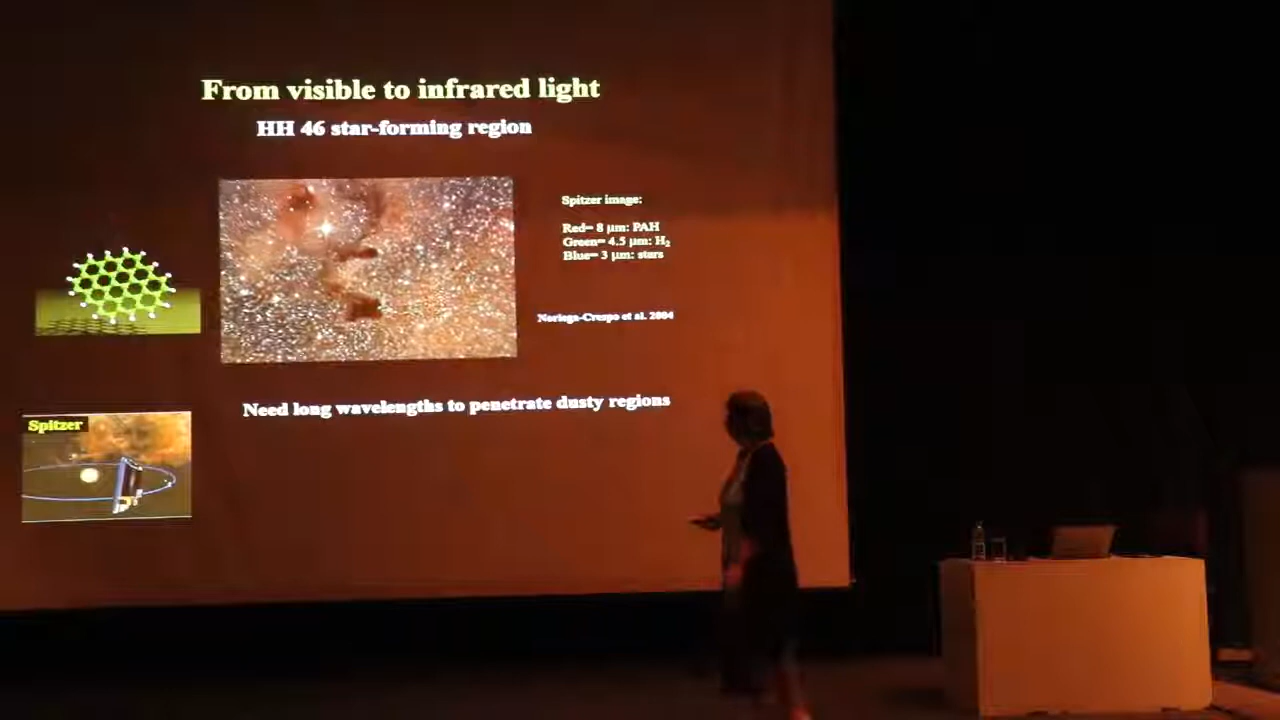 From visible to infrared light
HH 46 star-forming region
Spitzer image:
Red= 8 μm: PAH
Green= 4.5 μm: H₂
Blue= 3 μm: stars
Noriega-Crespo et al. 2004
Need long wavelengths to penetrate dusty regions
Spitzer